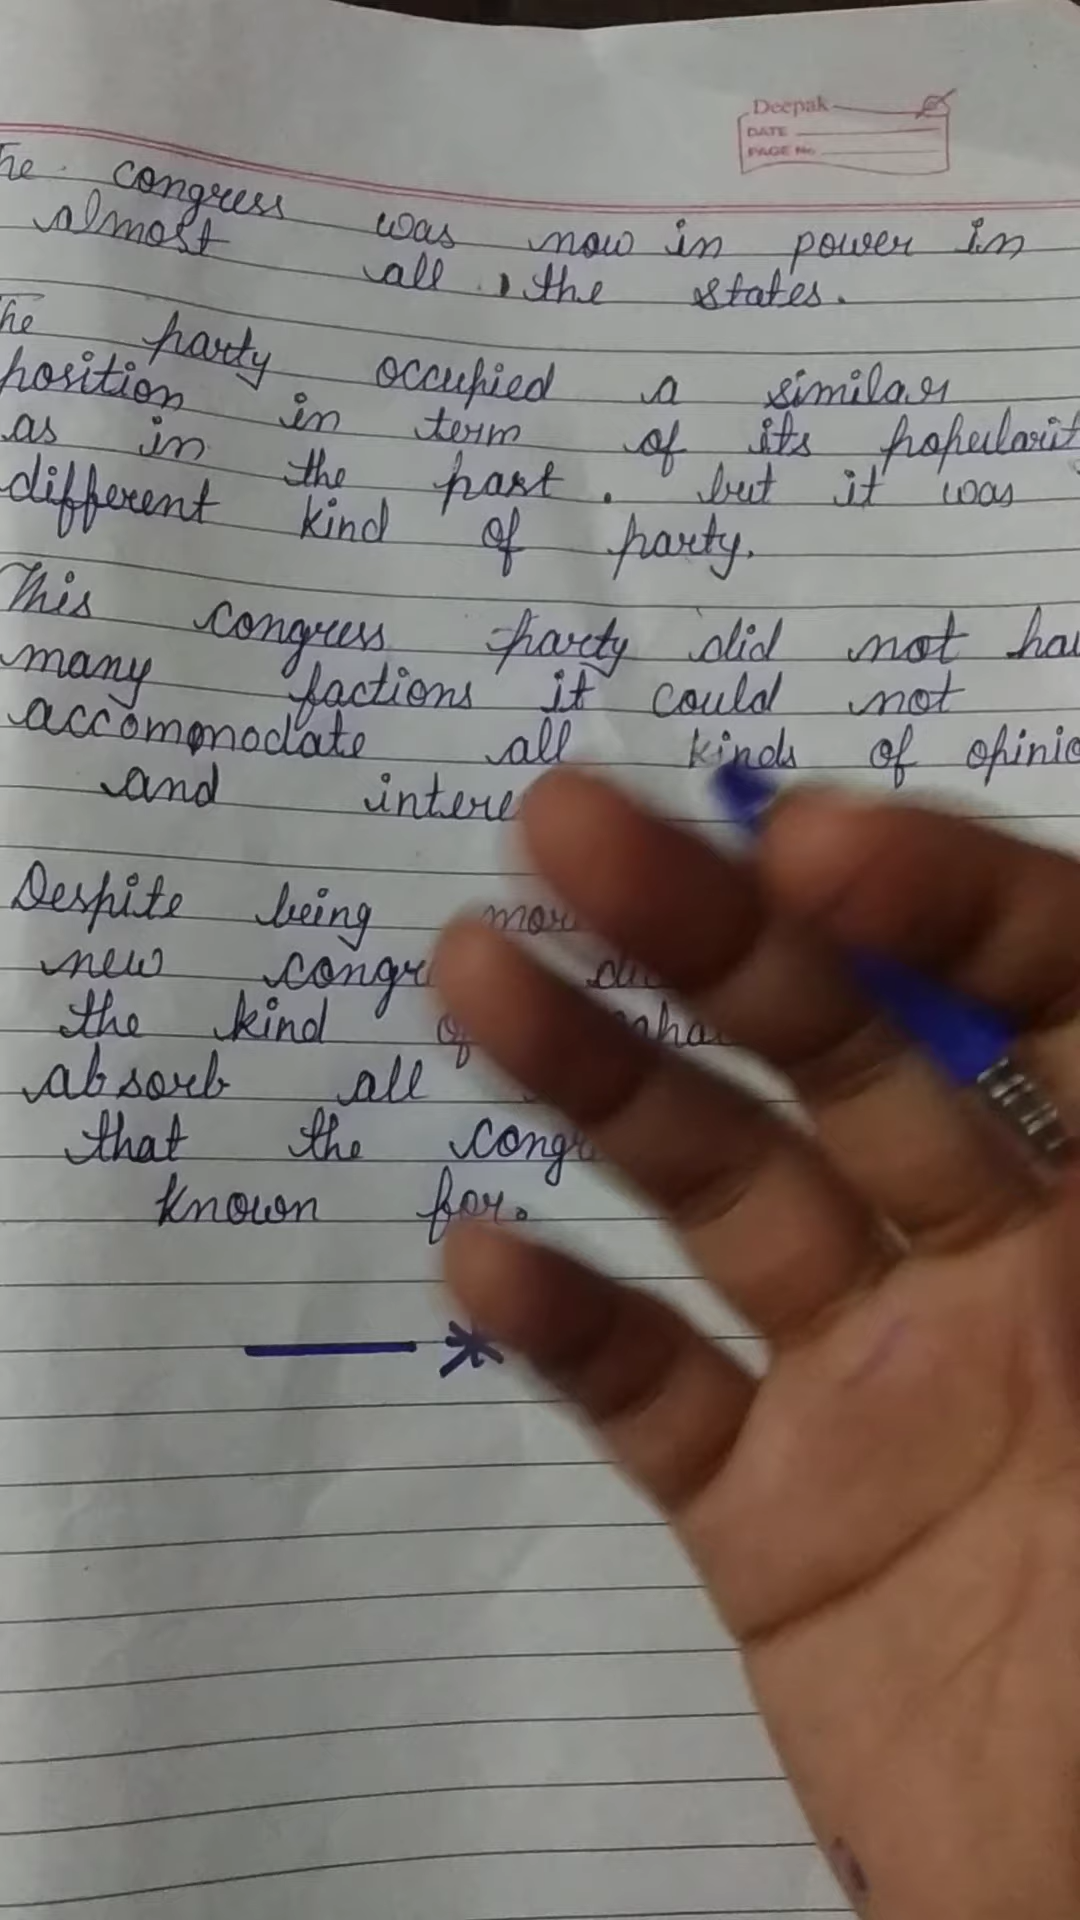 Deepak
DATE
PAGE No.
The congress was now in power in
almost all the states.
The party occupied a similar
position in term of its popularit
as in the past. but it was
different kind of party.
This congress party did not ha
many factions it could not
accommodate all kinds of opinio
and intere
Despite being mor
new congr
the kind of
absorb all
that the congr
known for.